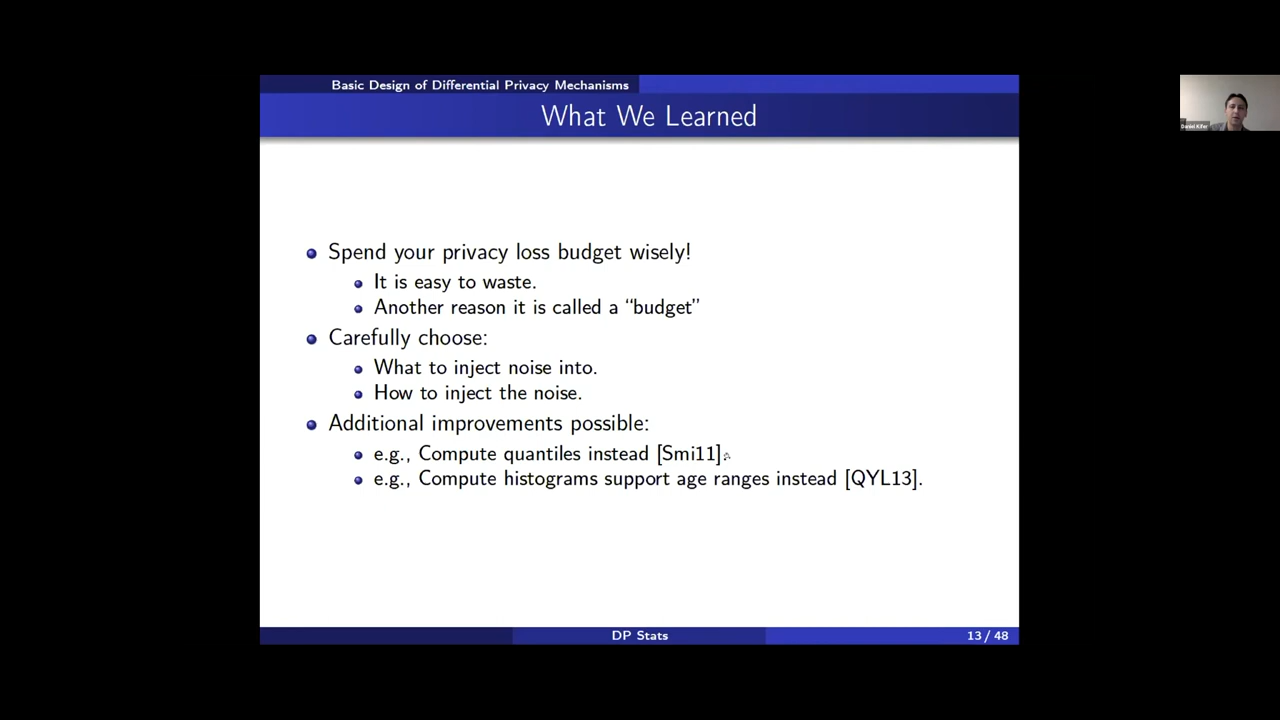 Basic Design of Differential Privacy Mechanisms
What We Learned
Spend your privacy loss budget wisely!
It is easy to waste.
Another reason it is called a “budget”
Carefully choose:
What to inject noise into.
How to inject the noise.
Additional improvements possible:
e.g., Compute quantiles instead [Smi11].
e.g., Compute histograms support age ranges instead [QYL13].
DP Stats
13 / 48
Daniel Kifer